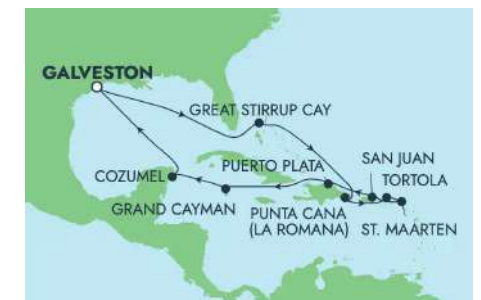 GALVESTON
GREAT STIRRUP CAY
SAN JUAN
PUERTO PLATA
TORTOLA
COZUMEL
GRAND CAYMAN
PUNTA CANA
(LA ROMANA)
ST. MAARTEN